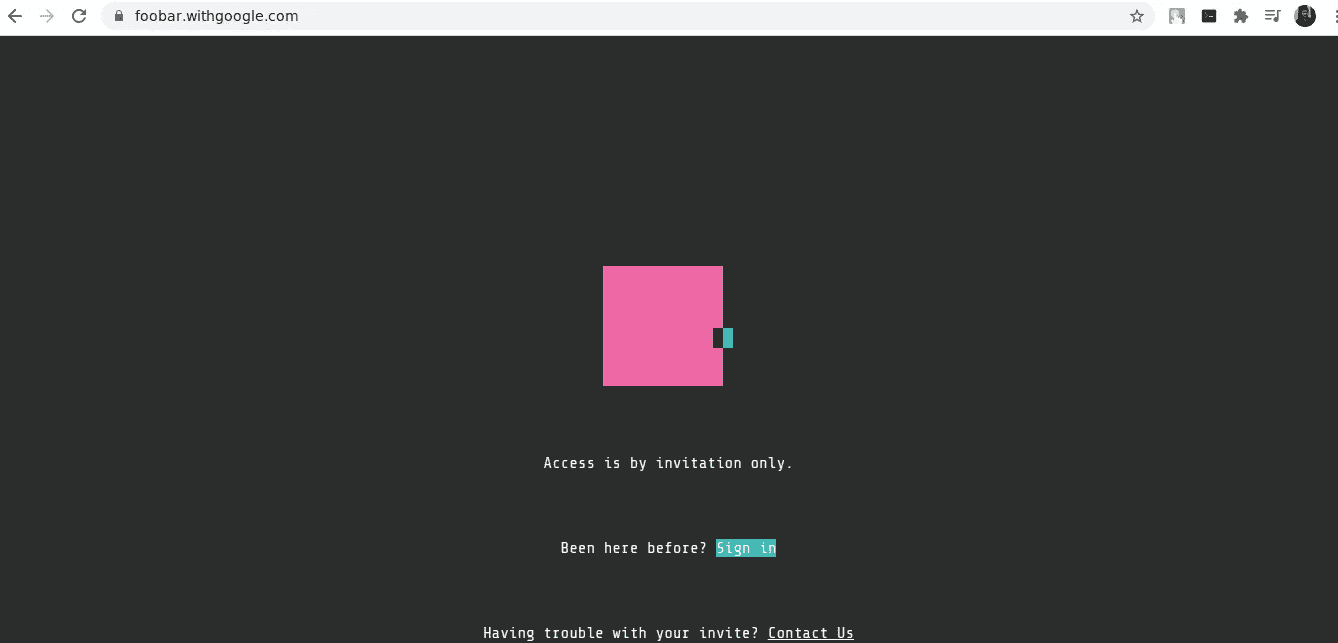 foobar.withgoogle.com
Access is by invitation only.
Been here before? Sign in
Having trouble with your invite? Contact Us